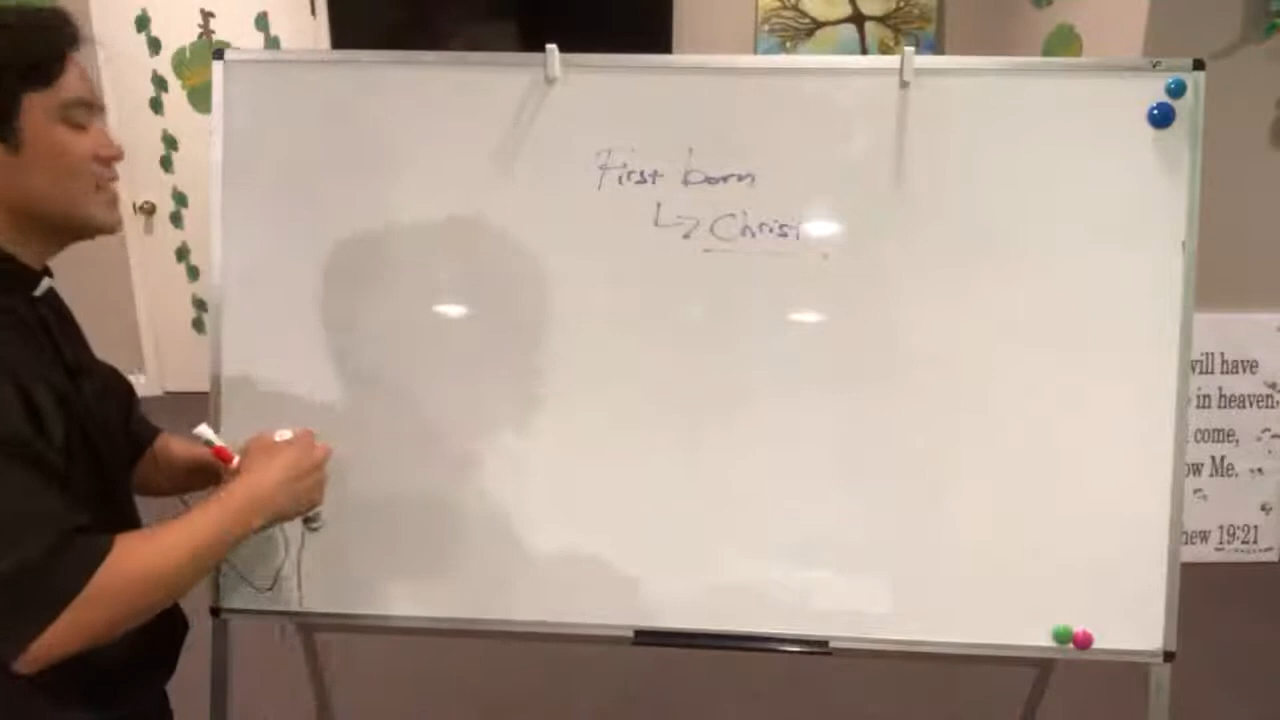 First born
↳ Christ
will have
in heaven.
come,
ow Me.
hew 19:21